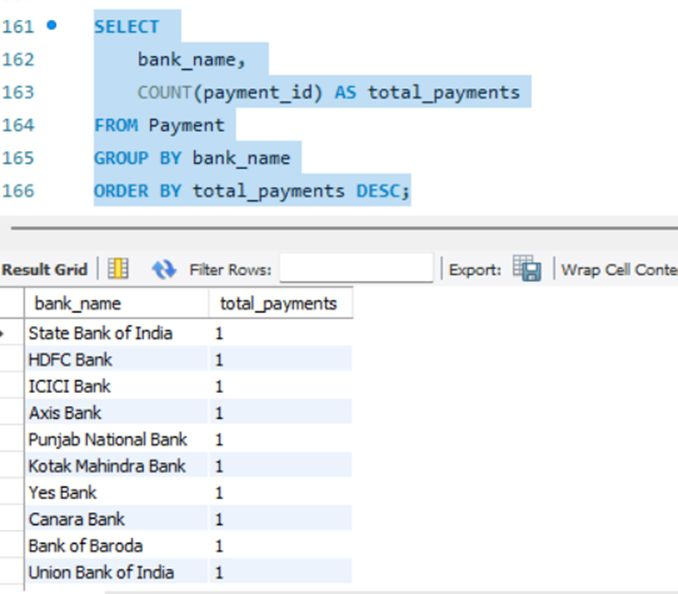 161 SELECT
162 bank_name,
163 COUNT(payment_id) AS total_payments
164 FROM Payment
165 GROUP BY bank_name
166 ORDER BY total_payments DESC;
Result Grid Filter Rows: Export: Wrap Cell Conte
bank_name total_payments
State Bank of India 1
HDFC Bank 1
ICICI Bank 1
Axis Bank 1
Punjab National Bank 1
Kotak Mahindra Bank 1
Yes Bank 1
Canara Bank 1
Bank of Baroda 1
Union Bank of India 1